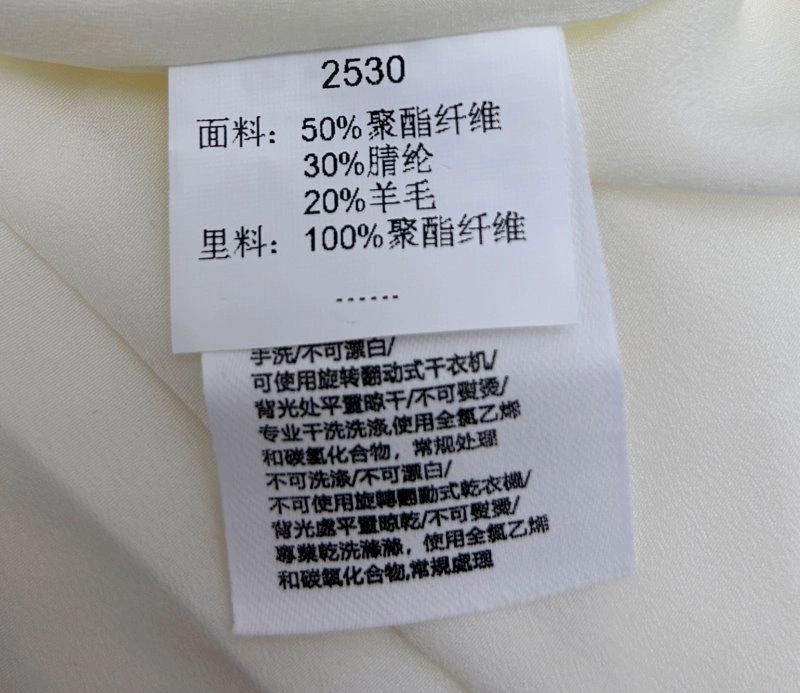 2530
面料：50%聚酯纤维
30%腈纶
20%羊毛
里料：100%聚酯纤维
------
手洗/不可漂白/
可使用旋转翻动式干衣机/
背光处平置晾干/不可熨烫/
专业干洗洗涤,使用全氯乙烯
和碳氢化合物，常规处理
不可洗涤/不可漂白/
不可使用旋轉翻動式乾衣機/
背光處平置晾乾/不可熨燙/
專業乾洗滌滌，使用全氯乙烯
和碳氫化合物,常規處理